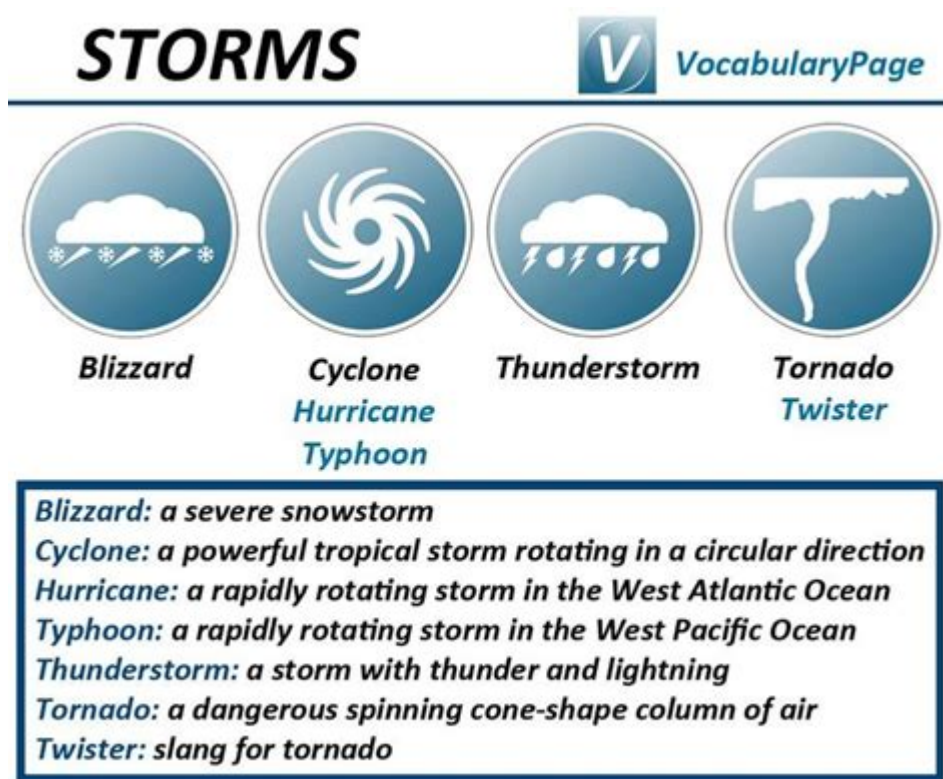 STORMS
V VocabularyPage
Blizzard
Cyclone
Hurricane
Typhoon
Thunderstorm
Tornado
Twister
Blizzard: a severe snowstorm
Cyclone: a powerful tropical storm rotating in a circular direction
Hurricane: a rapidly rotating storm in the West Atlantic Ocean
Typhoon: a rapidly rotating storm in the West Pacific Ocean
Thunderstorm: a storm with thunder and lightning
Tornado: a dangerous spinning cone-shape column of air
Twister: slang for tornado